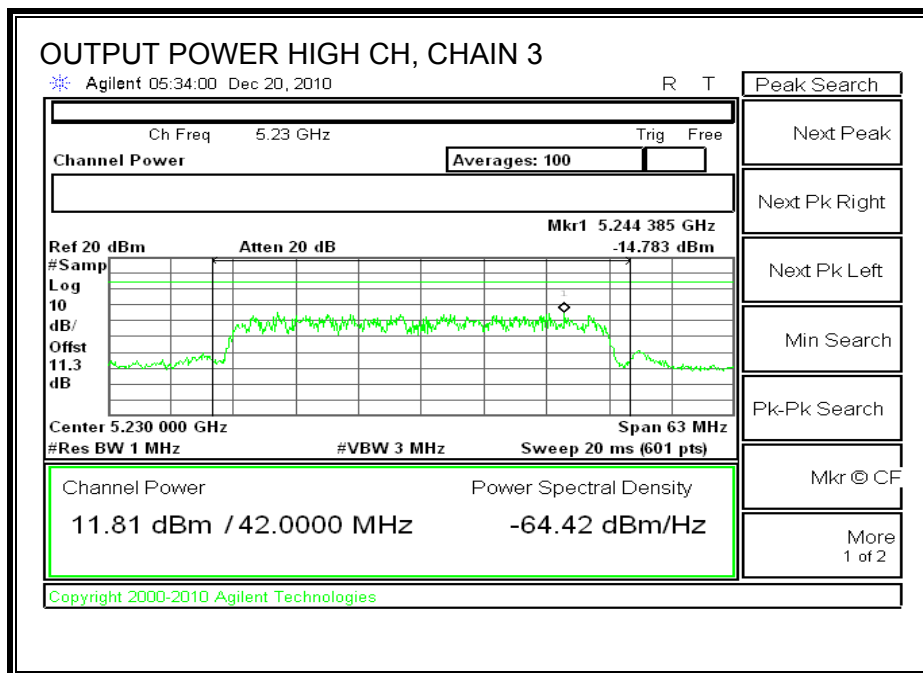 OUTPUT POWER HIGH CH, CHAIN 3
Agilent 05:34:00 Dec 20, 2010 R T
Peak Search
Ch Freq 5.23 GHz Trig Free
Channel Power Averages: 100
Mkr1 5.244 385 GHz
Ref 20 dBm Atten 20 dB -14.783 dBm
#Samp
Log
10
dB/
Offst
11.3
dB
1
Center 5.230 000 GHz Span 63 MHz
#Res BW 1 MHz #VBW 3 MHz Sweep 20 ms (601 pts)
Channel Power Power Spectral Density
11.81 dBm / 42.0000 MHz -64.42 dBm/Hz
Copyright 2000-2010 Agilent Technologies
Next Peak
Next Pk Right
Next Pk Left
Min Search
Pk-Pk Search
Mkr © CF
More
1 of 2